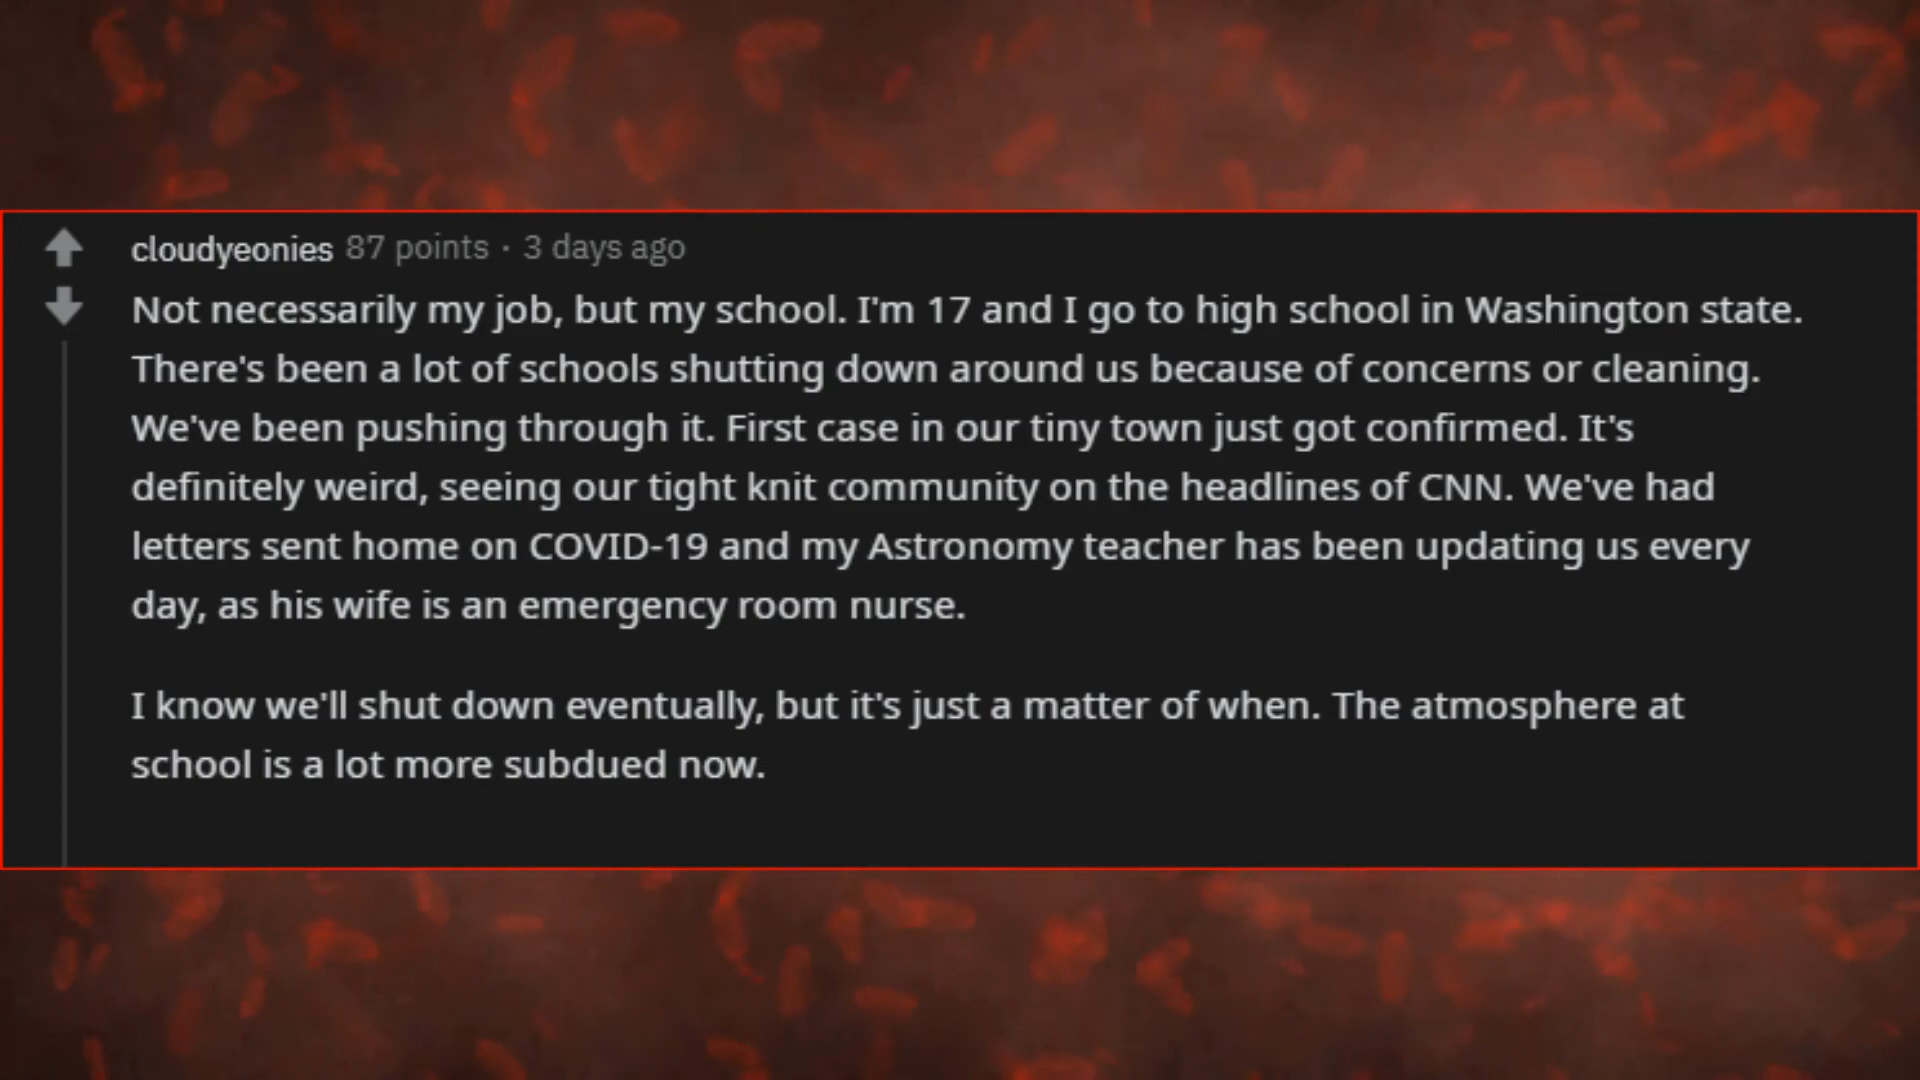 cloudyeonies 87 points · 3 days ago
Not necessarily my job, but my school. I'm 17 and I go to high school in Washington state.
There's been a lot of schools shutting down around us because of concerns or cleaning.
We've been pushing through it. First case in our tiny town just got confirmed. It's
definitely weird, seeing our tight knit community on the headlines of CNN. We've had
letters sent home on COVID-19 and my Astronomy teacher has been updating us every
day, as his wife is an emergency room nurse.
I know we'll shut down eventually, but it's just a matter of when. The atmosphere at
school is a lot more subdued now.